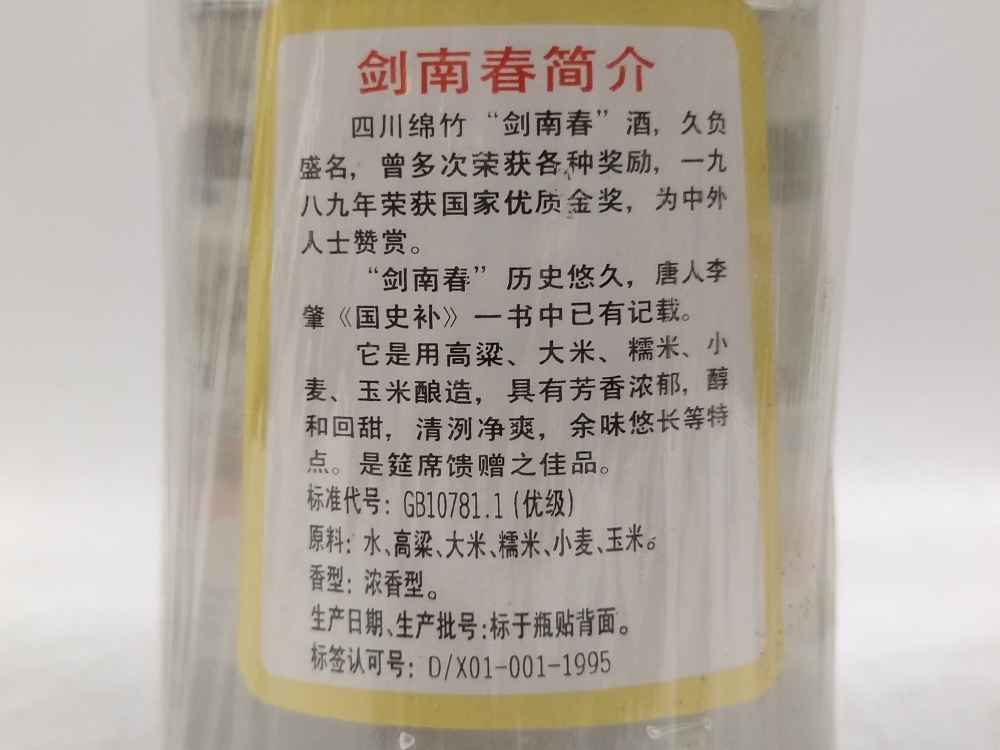 剑南春简介
四川绵竹“剑南春”酒，久负
盛名，曾多次荣获各种奖励，一九
八九年荣获国家优质金奖，为中外
人士赞赏。
“剑南春”历史悠久，唐人李
肇《国史补》一书中已有记载。
它是用高粱、大米、糯米、小
麦、玉米酿造，具有芳香浓郁，醇
和回甜，清洌净爽，余味悠长等特
点。是筵席馈赠之佳品。
标准代号：GB10781.1(优级)
原料：水、高粱、大米、糯米、小麦、玉米。
香型：浓香型。
生产日期、生产批号：标于瓶贴背面。
标签认可号：D/X01-001-1995